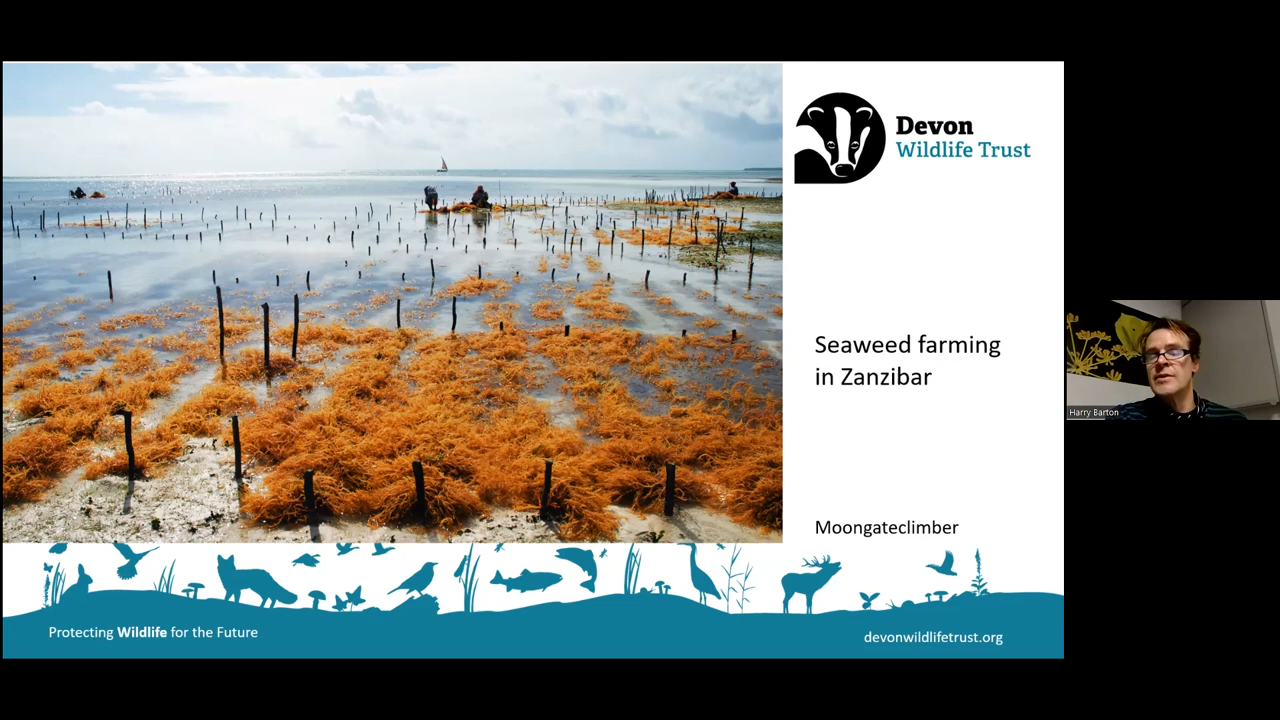 Devon
Wildlife Trust
Seaweed farming
in Zanzibar
Moongateclimber
Harry Barton
Protecting Wildlife for the Future
devonwildlifetrust.org